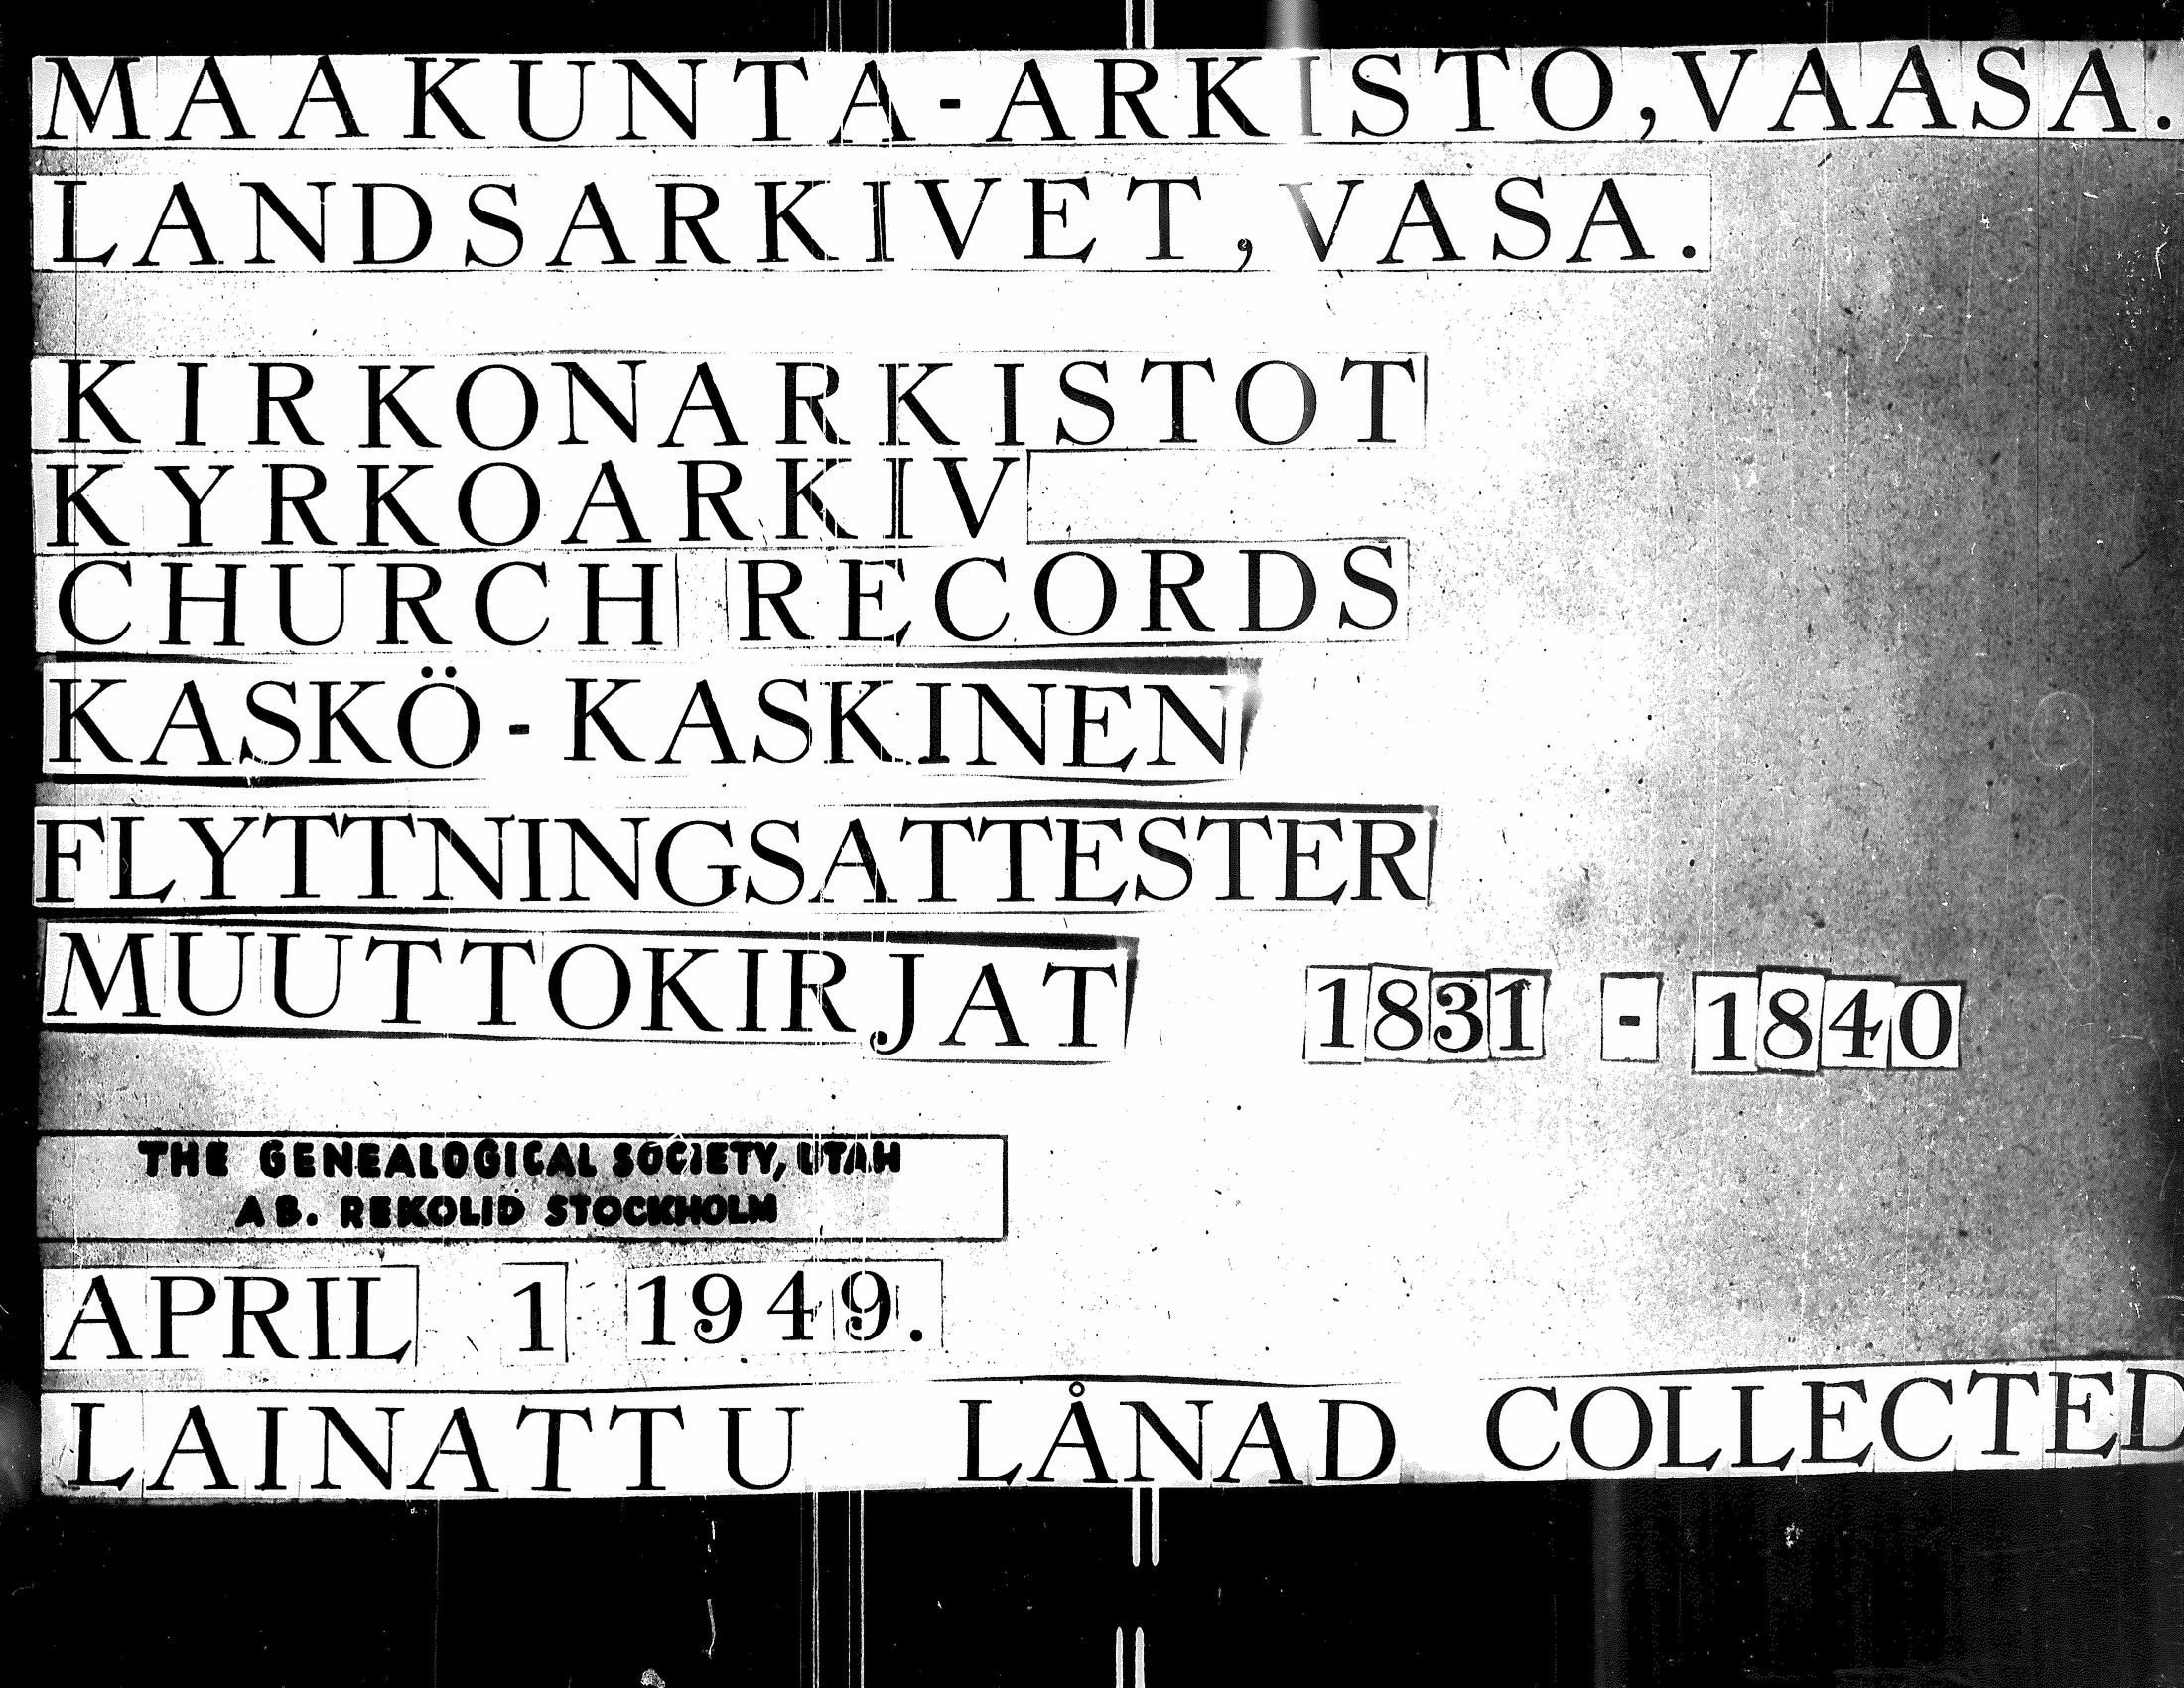 MAAKUNTA-ARKISTO, VAASA.
LANDSARKIVET, VASA.
KIRKONARKISTOT
KYRKOARKIV
CHURCH RECORDS
KASKÖ-KASKINEN
FLYTTNINGSATTESTER
MUUTTOKIRJAT 1831 - 1840
THE GENEALOGICAL SOCIETY, UTAH
AB. REKOLID STOCKHOLM
APRIL 1 1949.
LAINATTU LÅNAD COLLECTED